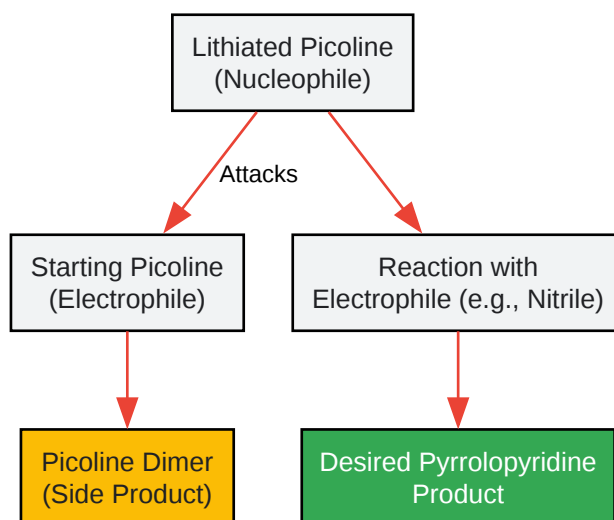 Lithiated Picoline
(Nucleophile)
Attacks
Starting Picoline
(Electrophile)
Reaction with
Electrophile (e.g., Nitrile)
Picoline Dimer
(Side Product)
Desired Pyrrolopyridine
Product